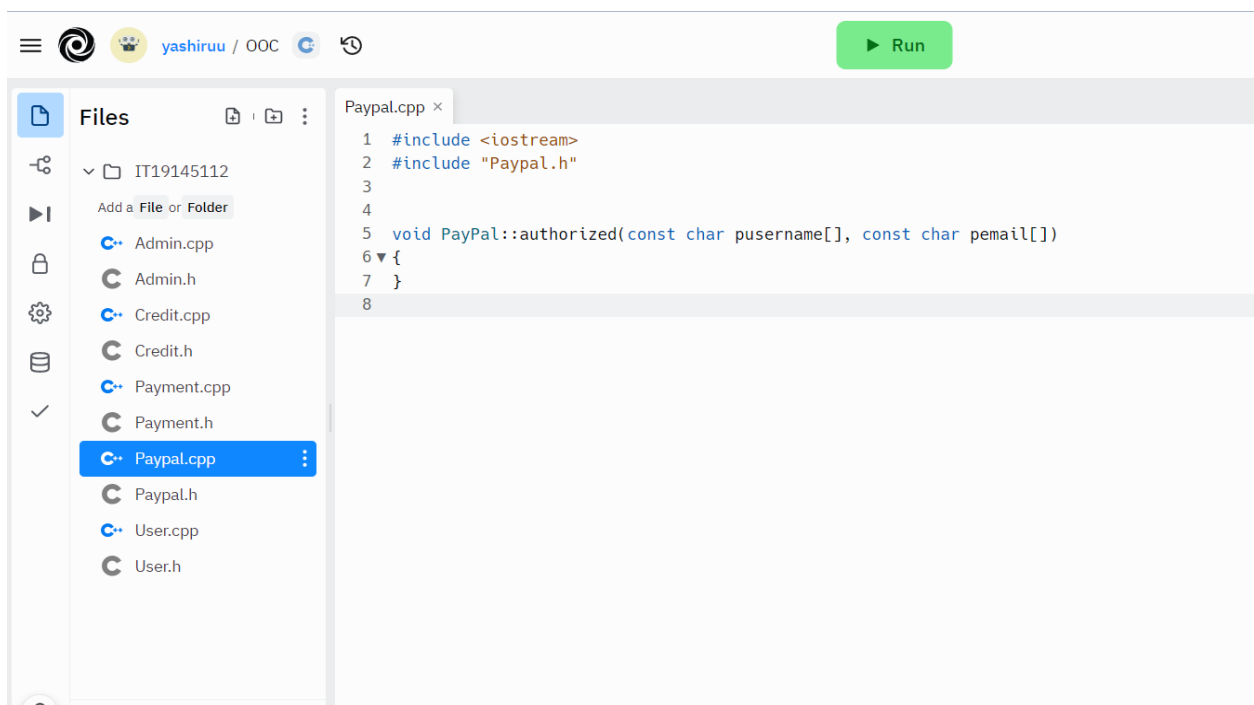 yashiruu / OOC
Run
Files
Paypal.cpp ×
IT19145112
Add a File or Folder
Admin.cpp
Admin.h
Credit.cpp
Credit.h
Payment.cpp
Payment.h
Paypal.cpp
Paypal.h
User.cpp
User.h
1 #include <iostream>
2 #include "Paypal.h"
3
4
5 void PayPal::authorized(const char pusername[], const char pemail[])
6 {
7 }
8